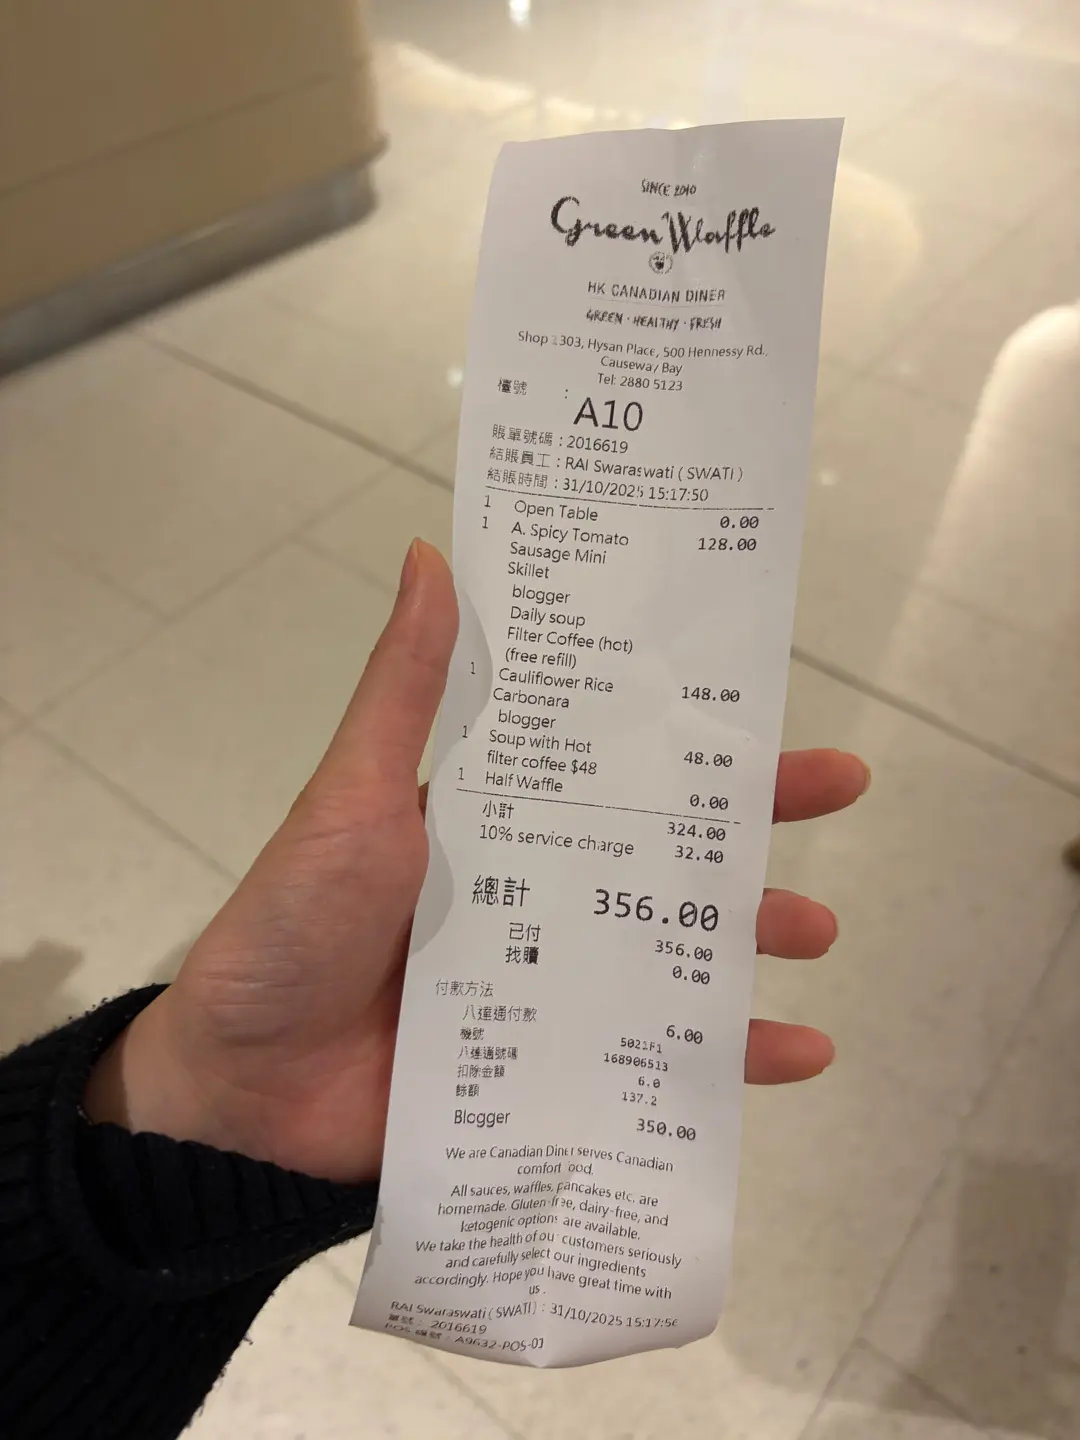 SINCE 2010
Green Waffle
HK CANADIAN DINER
GREEN · HEALTHY · FRESH
Shop 1303, Hysan Place, 500 Hennessy Rd.,
Causeway Bay
Tel: 2880 5123
檯號 :
A10
賬單號碼 : 2016619
結賬員工 : RAI Swaraswati ( SWATI )
結賬時間 : 31/10/2025 15:17:50
1 Open Table 0.00
1 A. Spicy Tomato 128.00
Sausage Mini
Skillet
blogger
Daily soup
Filter Coffee (hot)
(free refill)
1 Cauliflower Rice 148.00
Carbonara
blogger
1 Soup with Hot 48.00
filter coffee $48
1 Half Waffle 0.00
小計 324.00
10% service charge 32.40
總計 356.00
已付 356.00
找贖 0.00
付款方法
八達通付款 6.00
機號 5021F1
八達通號碼 168906513
扣除金額 6.0
餘額 137.2
Blogger 350.00
We are Canadian Diner serves Canadian
comfort food.
All sauces, waffles, pancakes etc. are
homemade. Gluten-free, dairy-free, and
ketogenic options are available.
We take the health of our customers seriously
and carefully select our ingredients
accordingly. Hope you have great time with
us .
RAI Swaraswati ( SWATI ) : 31/10/2025 15:17:56
單號 : 2016619
POS 編號 : A9632-POS-01